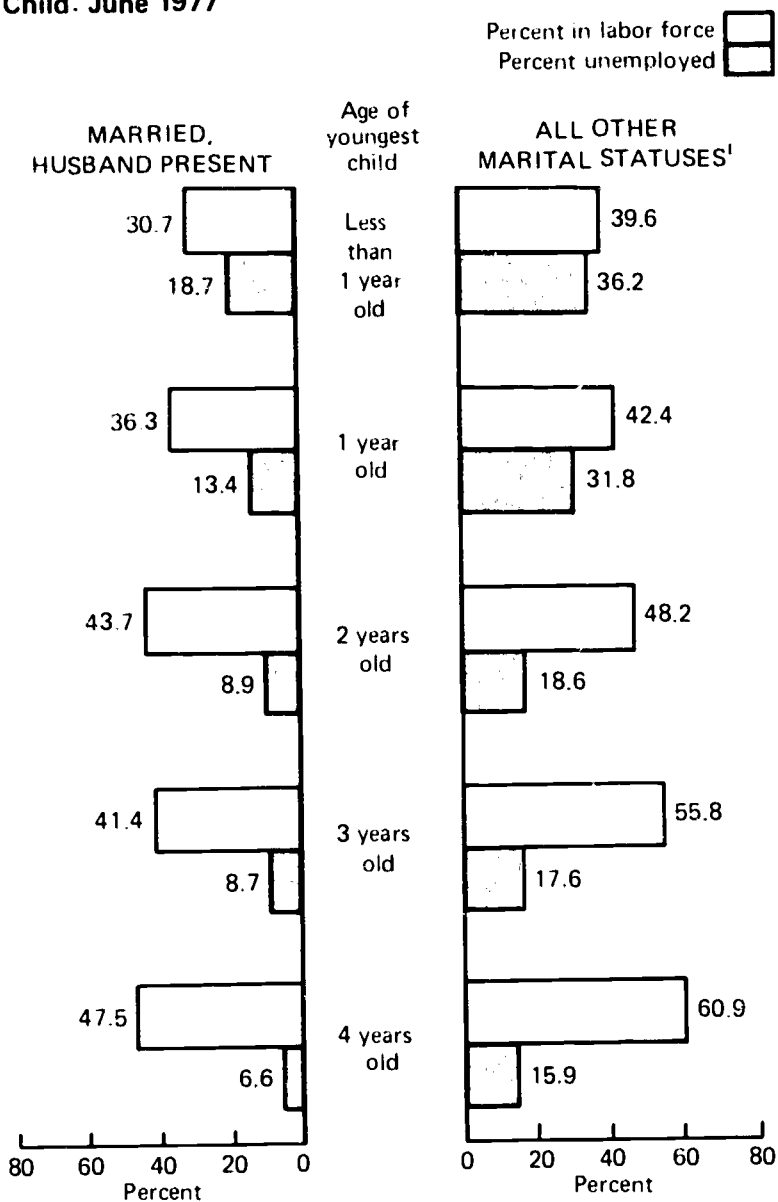 Child: June 1977
Percent in labor force
Percent unemployed
MARRIED,
HUSBAND PRESENT
Age of
youngest
child
ALL OTHER
MARITAL STATUSES¹
30.7
18.7
Less
than
1 year
old
39.6
36.2
36.3
13.4
1 year
old
42.4
31.8
43.7
8.9
2 years
old
48.2
18.6
41.4
8.7
3 years
old
55.8
17.6
47.5
6.6
4 years
old
60.9
15.9
80 60 40 20 0
Percent
0 20 40 60 80
Percent